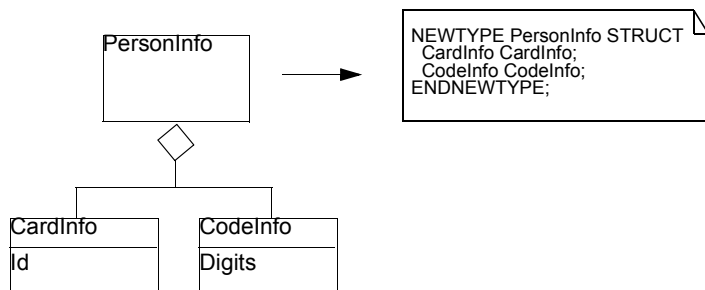 PersonInfo
NEWTYPE PersonInfo STRUCT
CardInfo CardInfo;
CodeInfo CodeInfo;
ENDNEWTYPE;
CardInfo
Id
CodeInfo
Digits